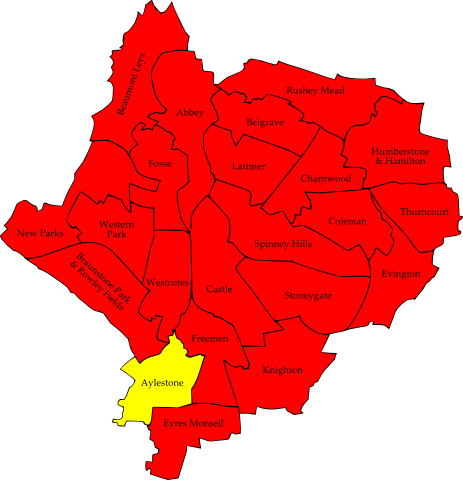 Beaumont Leys
Rushey Mead
Abbey
Belgrave
Humberstone
& Hamilton
Fosse
Latimer
Charnwood
Thurncourt
Coleman
Western
Park
New Parks
Spinney Hills
Evington
Braunstone Park
& Rowley Fields
Westcotes
Castle
Stoneygate
Freemen
Knighton
Aylestone
Eyres Monsell